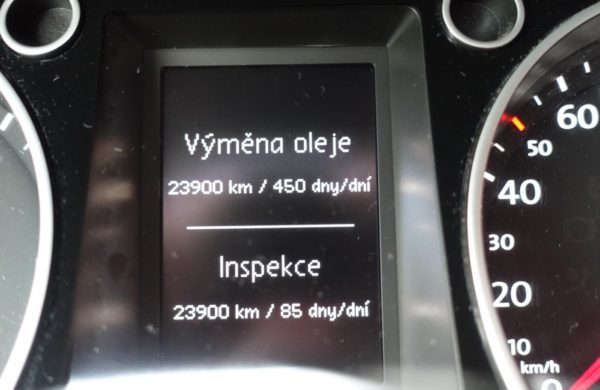 Výměna oleje
23900 km / 450 dny/dní
Inspekce
23900 km / 85 dny/dní
60
50
40
30
20
10
km/h
0